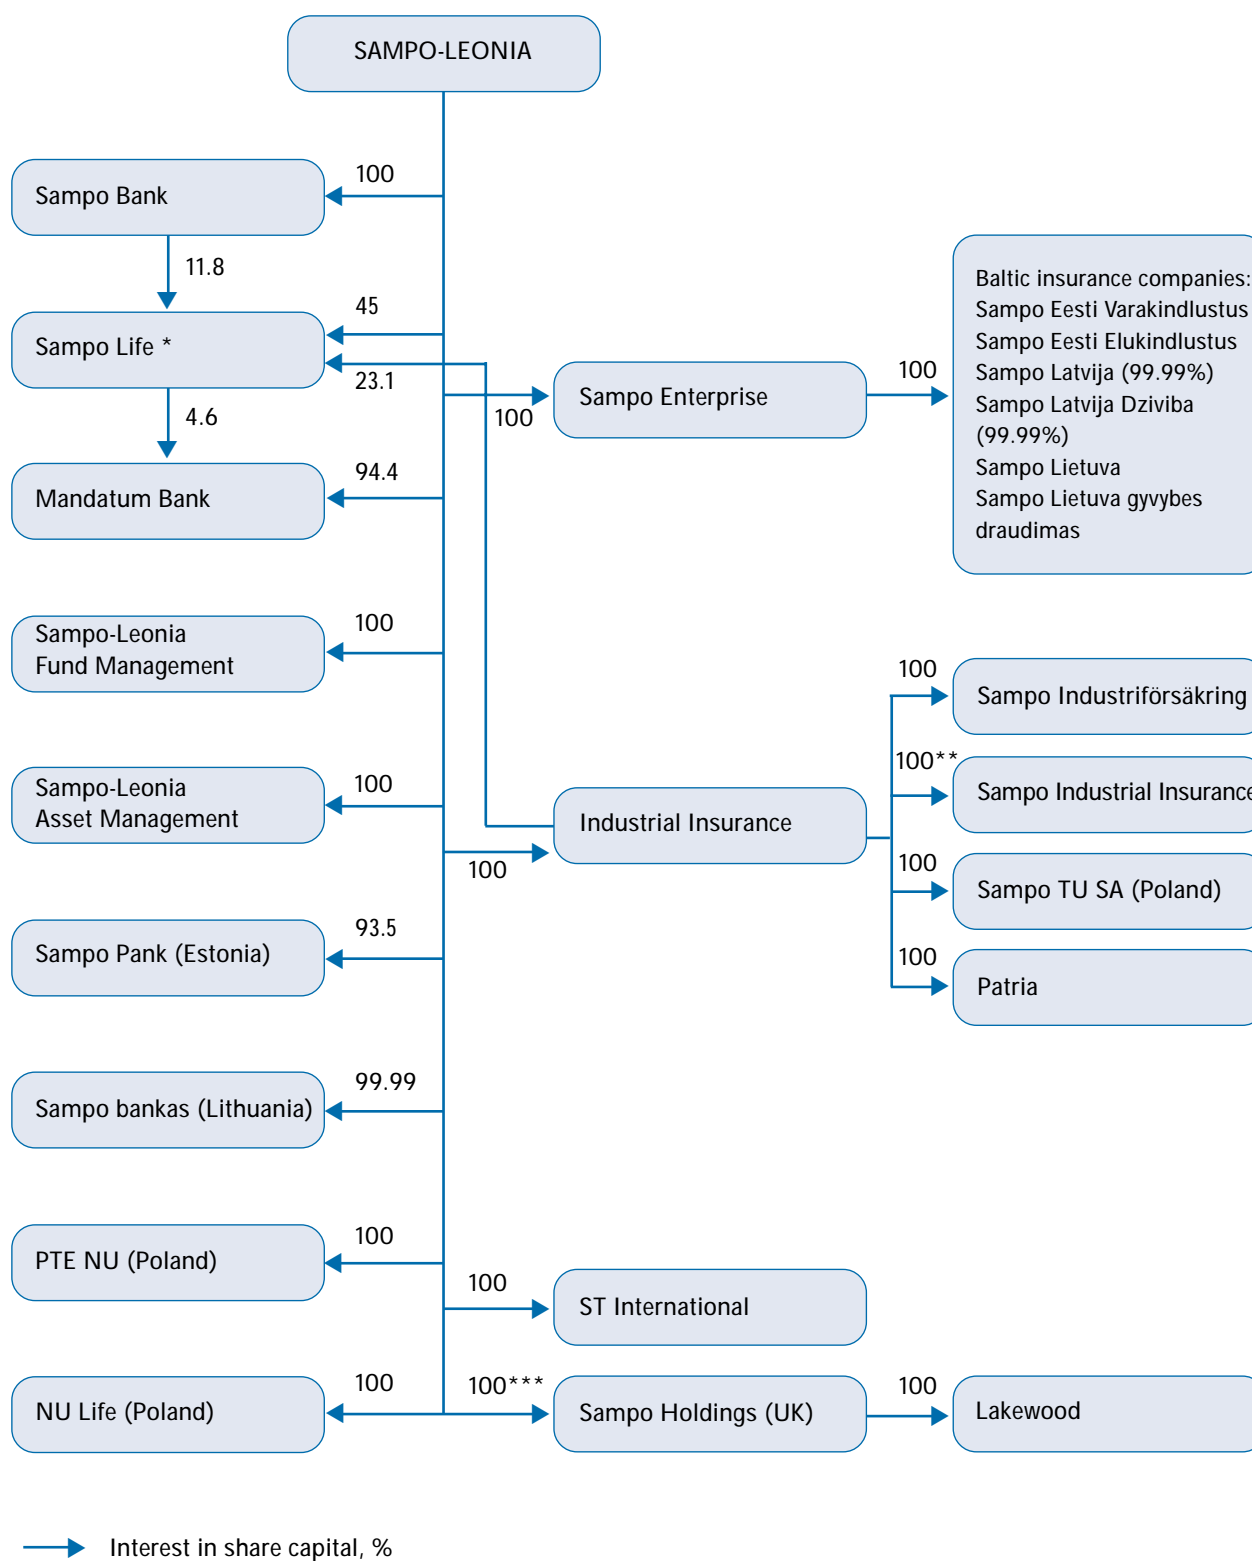 SAMPO-LEONIA
100
Sampo Bank
11.8
45
Sampo Life *
23.1
4.6
94.4
Mandatum Bank
100
Sampo Enterprise
100
Baltic insurance companies:
Sampo Eesti Varakindlustus
Sampo Eesti Elukindlustus
Sampo Latvija (99.99%)
Sampo Latvija Dziviba
(99.99%)
Sampo Lietuva
Sampo Lietuva gyvybes
draudimas
100
Sampo-Leonia
Fund Management
100
Sampo-Leonia
Asset Management
100
Industrial Insurance
100
Sampo Industriförsäkring
100**
Sampo Industrial Insurance
100
Sampo TU SA (Poland)
100
Patria
93.5
Sampo Pank (Estonia)
99.99
Sampo bankas (Lithuania)
100
PTE NU (Poland)
100
ST International
100
NU Life (Poland)
100***
Sampo Holdings (UK)
100
Lakewood
Interest in share capital, %